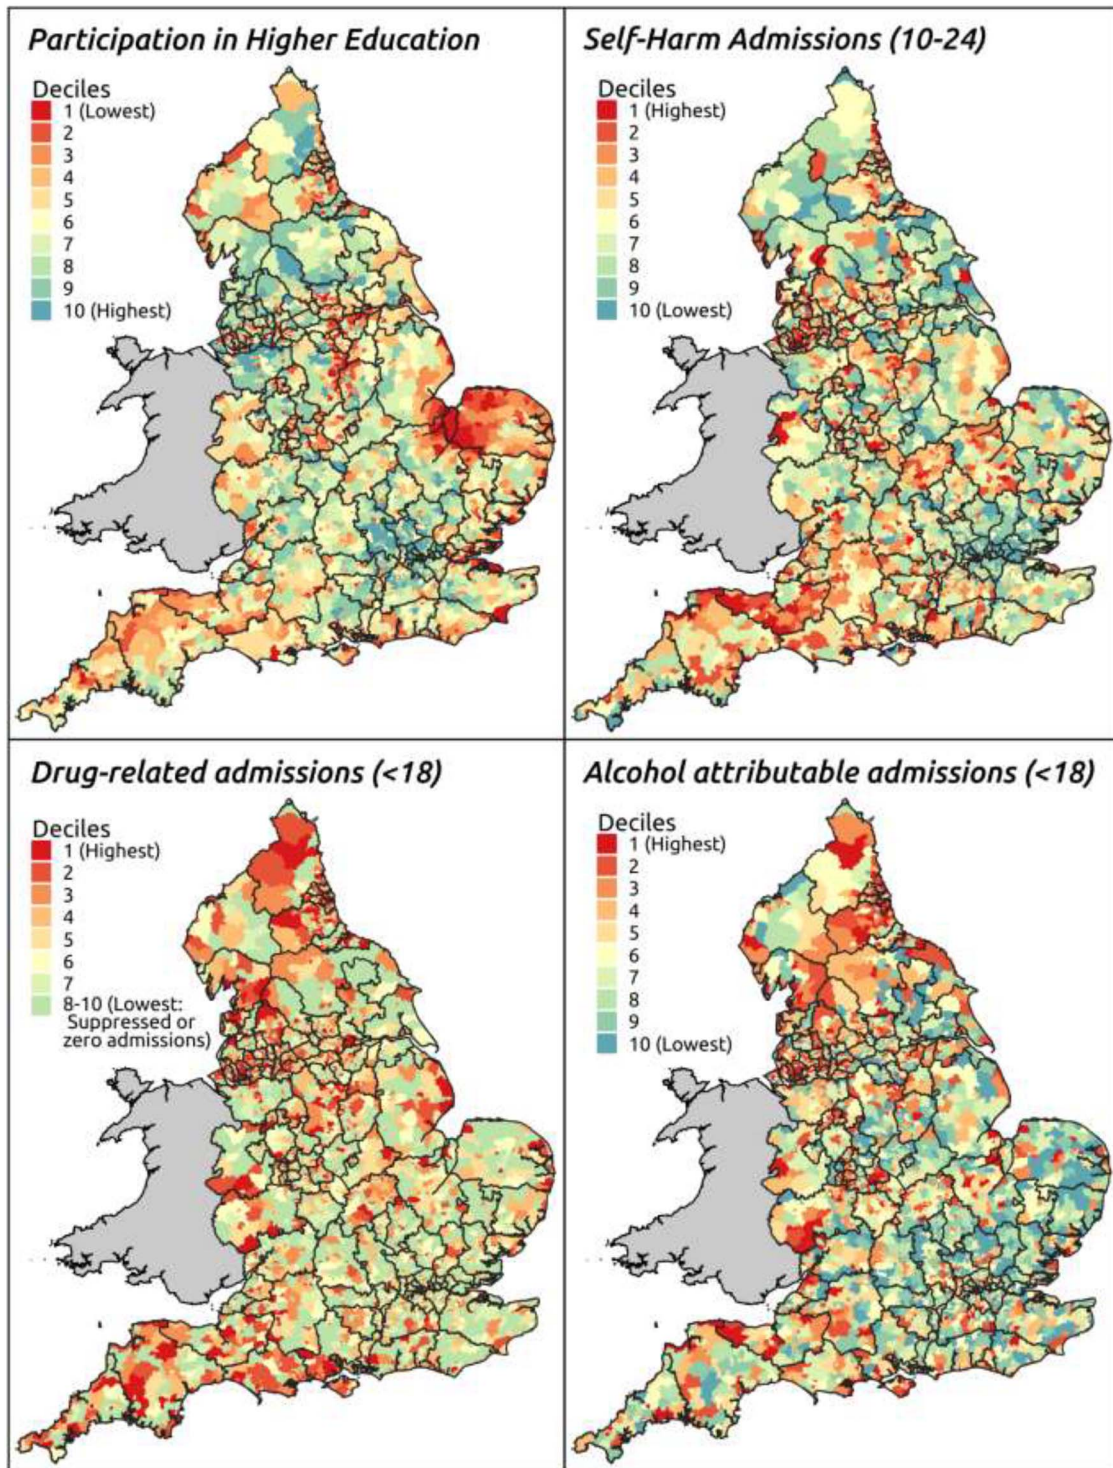 Participation in Higher Education
Deciles
1 (Lowest)
2
3
4
5
6
7
8
9
10 (Highest)
Self-Harm Admissions (10-24)
Deciles
1 (Highest)
2
3
4
5
6
7
8
9
10 (Lowest)
Drug-related admissions (<18)
Deciles
1 (Highest)
2
3
4
5
6
7
8-10 (Lowest:
Suppressed or
zero admissions)
Alcohol attributable admissions (<18)
Deciles
1 (Highest)
2
3
4
5
6
7
8
9
10 (Lowest)